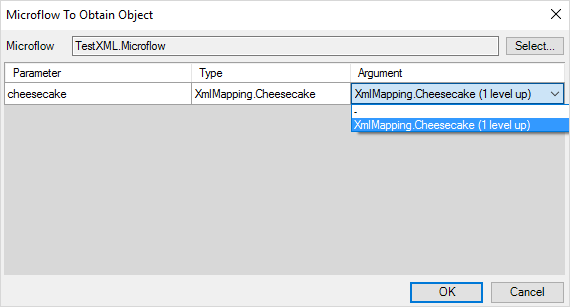 Microflow To Obtain Object
Microflow TestXML.Microflow Select...
Parameter Type Argument
cheesecake XmlMapping.Cheesecake XmlMapping.Cheesecake (1 level up)
-
XmlMapping.Cheesecake (1 level up)
OK Cancel